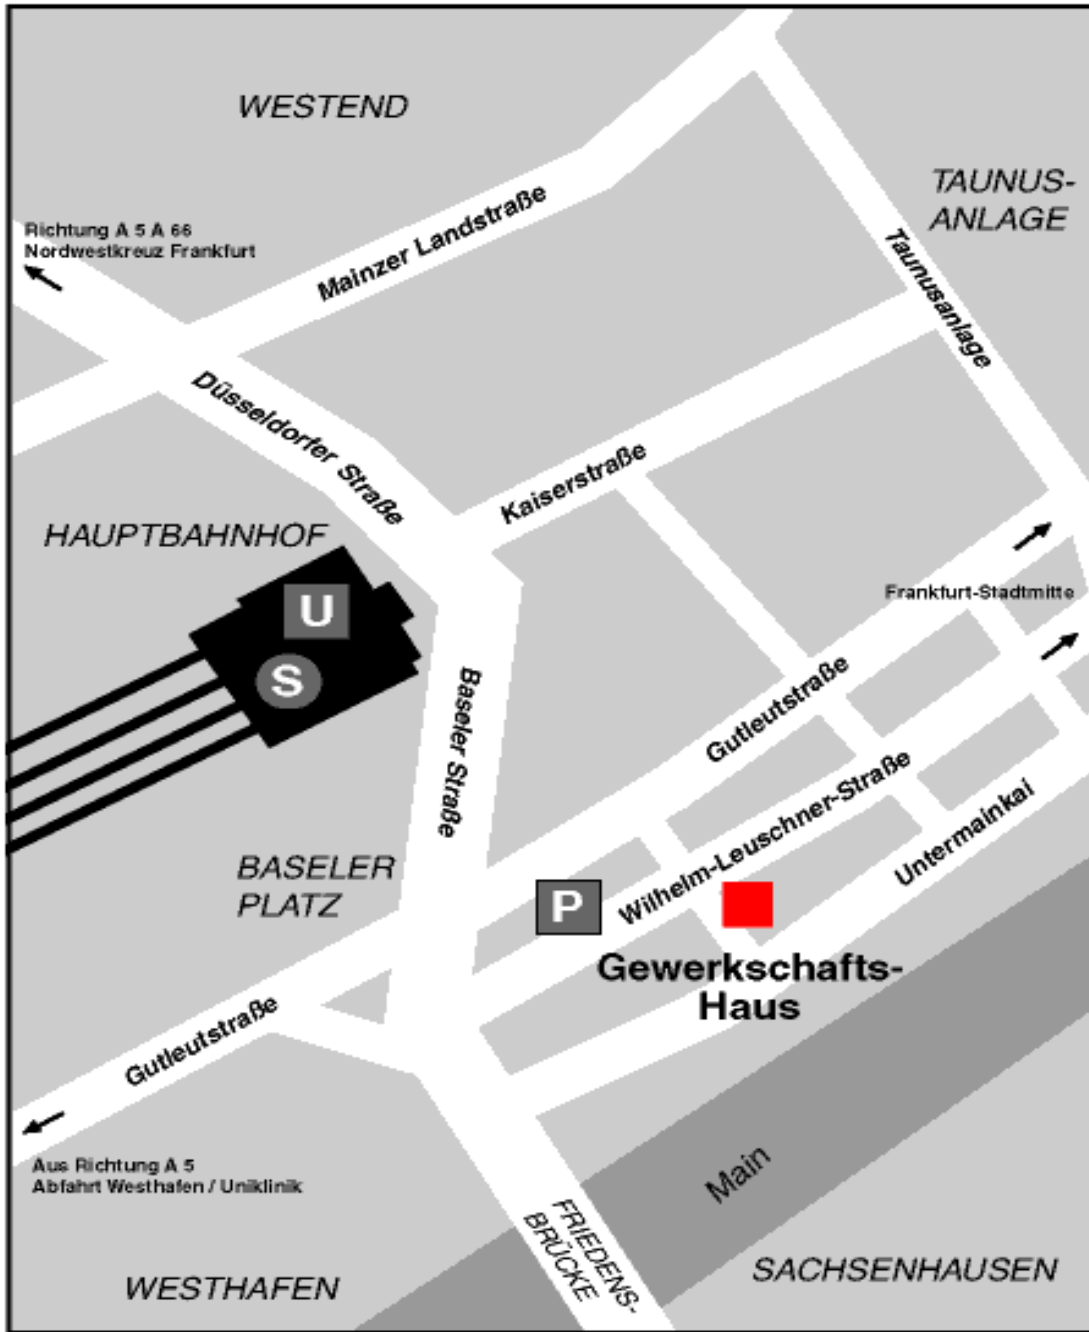 WESTEND
TAUNUS-
ANLAGE
Richtung A 5 A 66
Nordwestkreuz Frankfurt
Mainzer Landstraße
Taunusanlage
Düsseldorfer Straße
Kaiserstraße
HAUPTBAHNHOF
U
S
Frankfurt-Stadtmitte
Baseler Straße
Gutleutstraße
Wilhelm-Leuschner-Straße
Untermainkai
BASELER
PLATZ
P
Gewerkschafts-
Haus
Gutleutstraße
Aus Richtung A 5
Abfahrt Westhafen / Uniklinik
Main
FRIEDENS-
BRÜCKE
WESTHAFEN
SACHSENHAUSEN